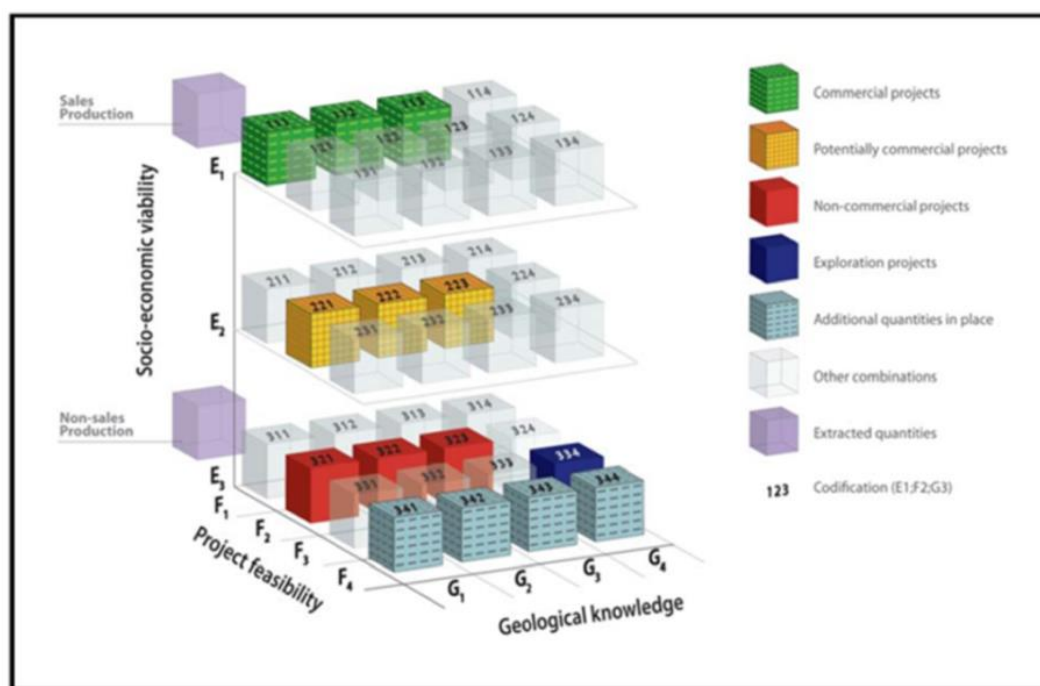 Sales
Production
111 112 113 114
121 122 123 124
131 132 133 134
E1
Socio-economic viability
211 212 213 214
221 222 223 224
231 232 233 234
E2
Non-sales
Production
311 312 313 314
321 322 323 324
331 332 333 334
341 342 343 344
E3
F1
F2
F3
F4
Project feasibility
G1
G2
G3
G4
Geological knowledge
Commercial projects
Potentially commercial projects
Non-commercial projects
Exploration projects
Additional quantities in place
Other combinations
Extracted quantities
123 Codification (E1;F2;G3)